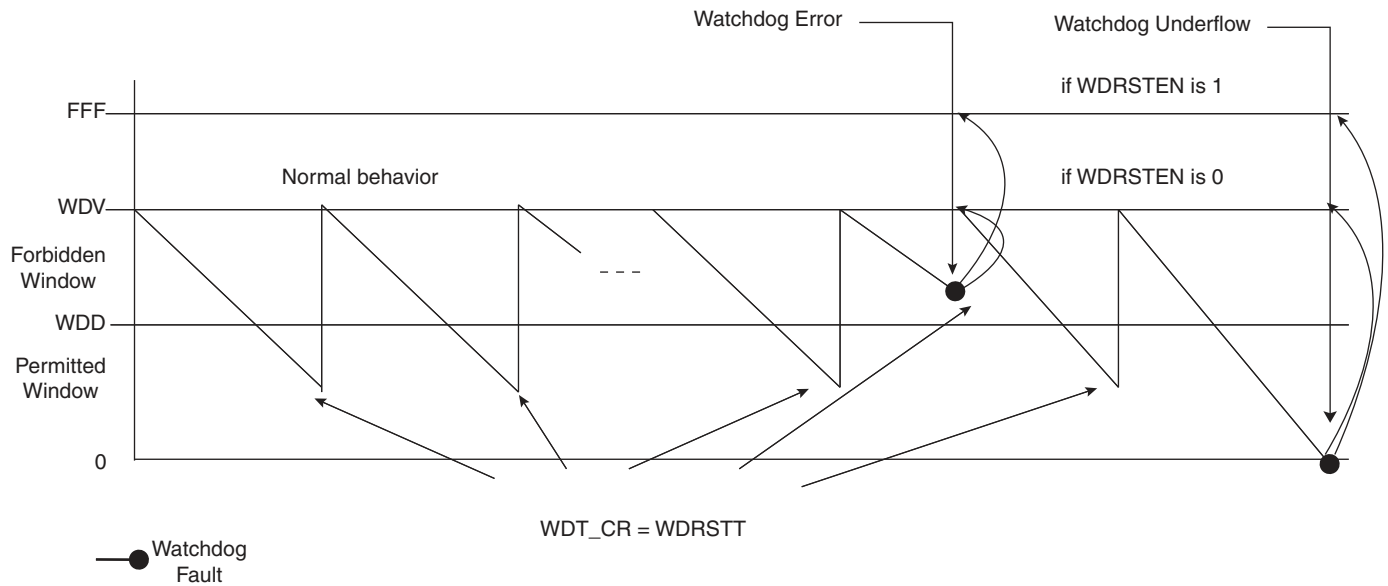 Watchdog Error
Watchdog Underflow
if WDRSTEN is 1
FFF
Normal behavior
if WDRSTEN is 0
WDV
Forbidden
Window
WDD
Permitted
Window
0
WDT_CR = WDRSTT
Watchdog
Fault